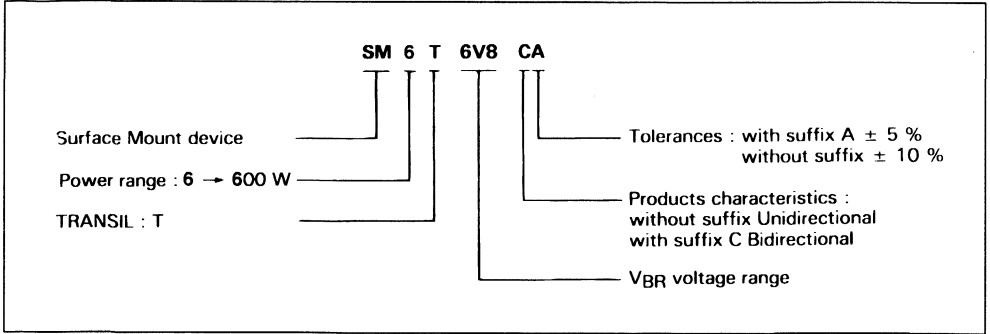 SM 6 T 6V8 CA
Surface Mount device
Power range : 6 → 600 W
TRANSIL : T
Tolerances : with suffix A ± 5 %
without suffix ± 10 %
Products characteristics :
without suffix Unidirectional
with suffix C Bidirectional
VBR voltage range